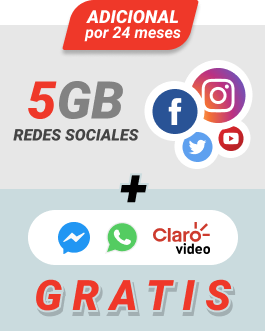 ADICIONAL
por 24 meses
5GB
REDES SOCIALES
+
Claro
video
GRATIS